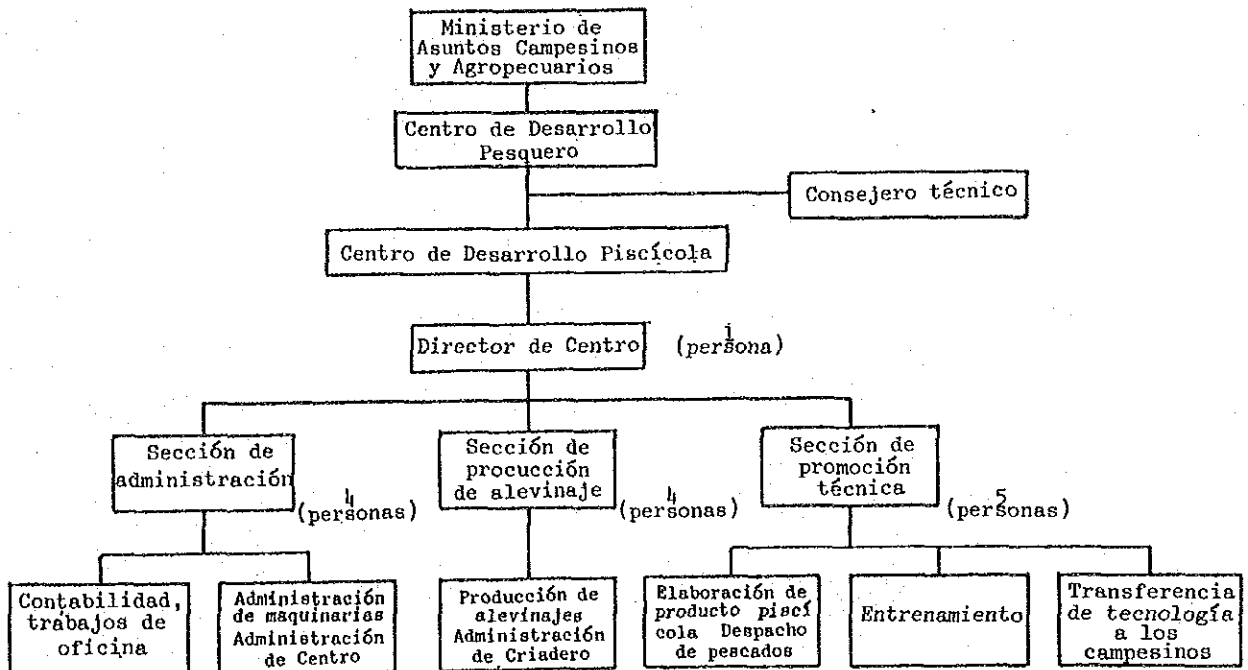 Ministerio de
Asuntos Campesinos
y Agropecuarios
Centro de Desarrollo
Pesquero
Consejero técnico
Centro de Desarrollo Piscícola
Director de Centro
1
(persona)
Sección de
administración
4
(personas)
Sección de
procucción
de alevinaje
4
(personas)
Sección de
promoción
técnica
5
(personas)
Contabilidad,
trabajos de
oficina
Administración
de maquinarias
Administración
de Centro
Producción de
alevinajes
Administración
de Criadero
Elaboración de
producto piscí
cola Despacho
de pescados
Entrenamiento
Transferencia
de tecnología
a los
campesinos